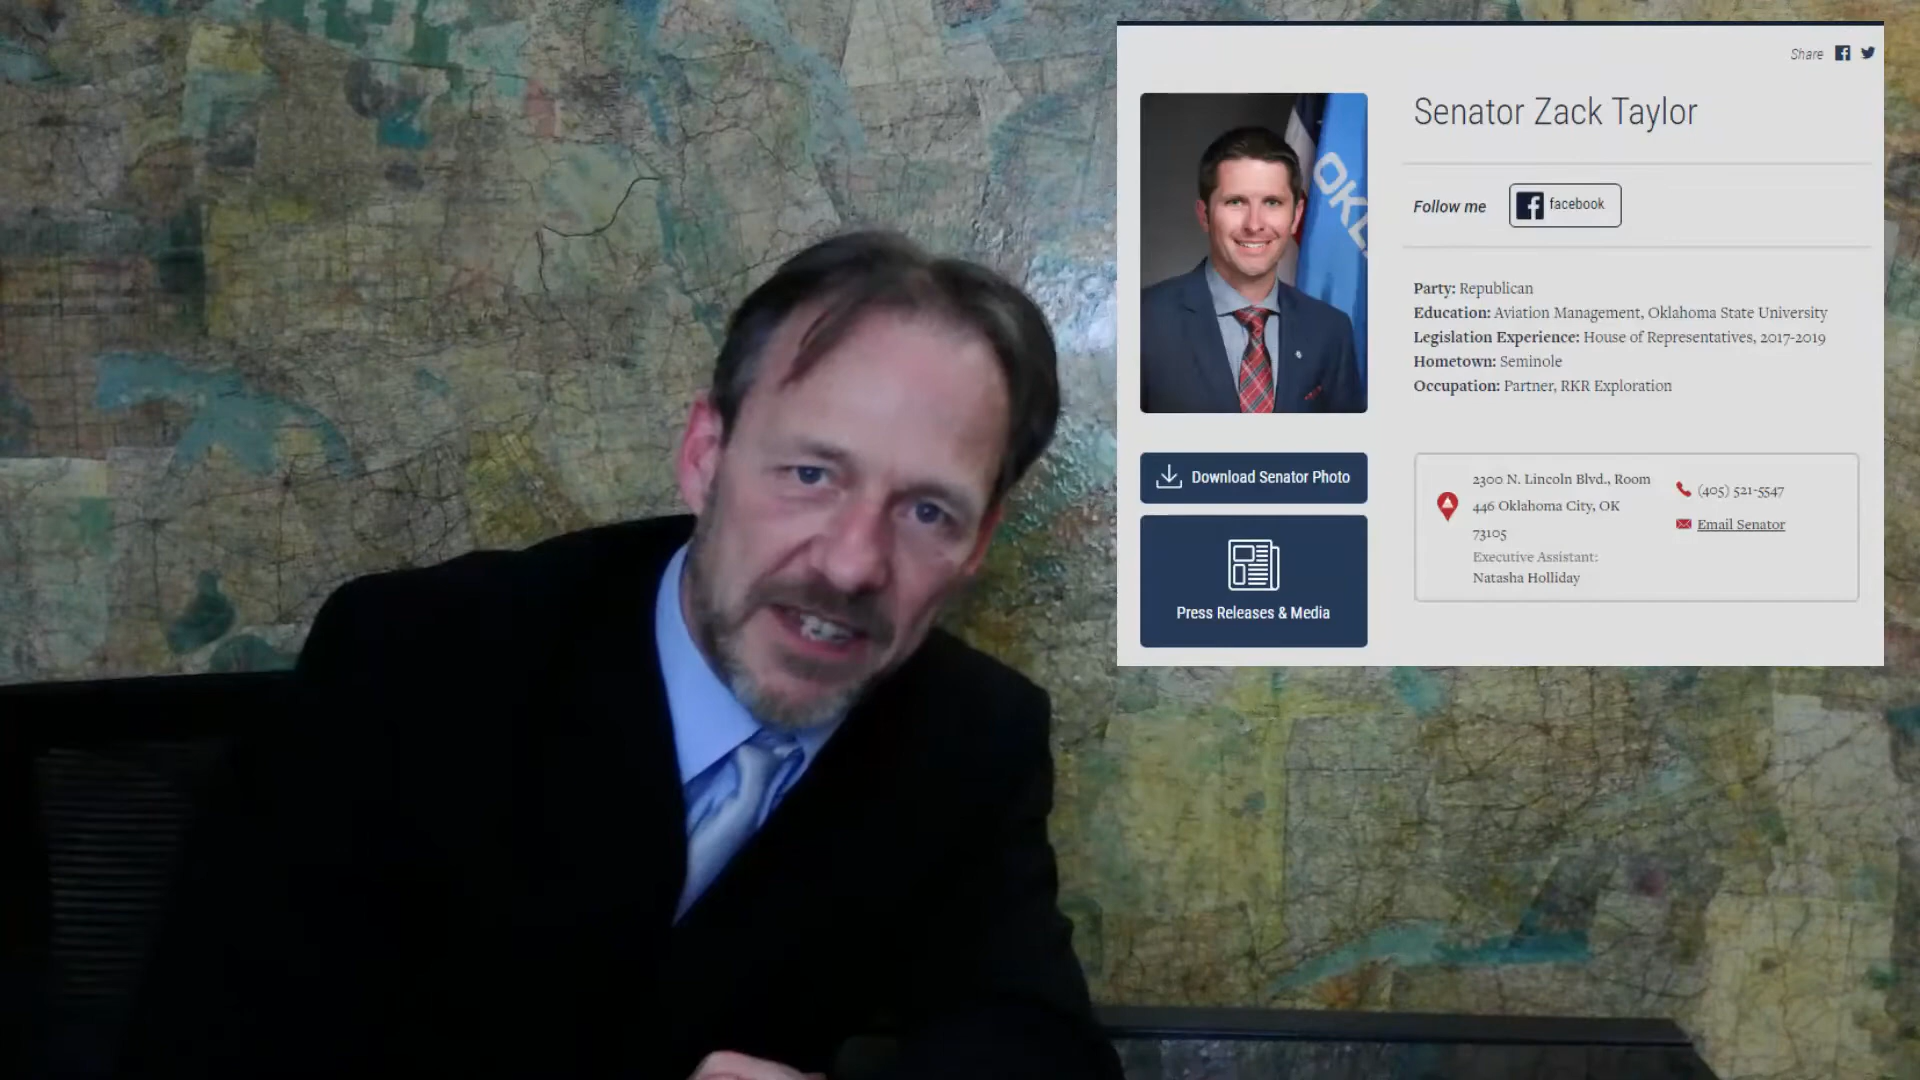 Share
Senator Zack Taylor
Follow me
facebook
Party: Republican
Education: Aviation Management, Oklahoma State University
Legislation Experience: House of Representatives, 2017-2019
Hometown: Seminole
Occupation: Partner, RKR Exploration
OKL
Download Senator Photo
Press Releases & Media
2300 N. Lincoln Blvd., Room
446 Oklahoma City, OK
73105
Executive Assistant:
Natasha Holliday
(405) 521-5547
Email Senator